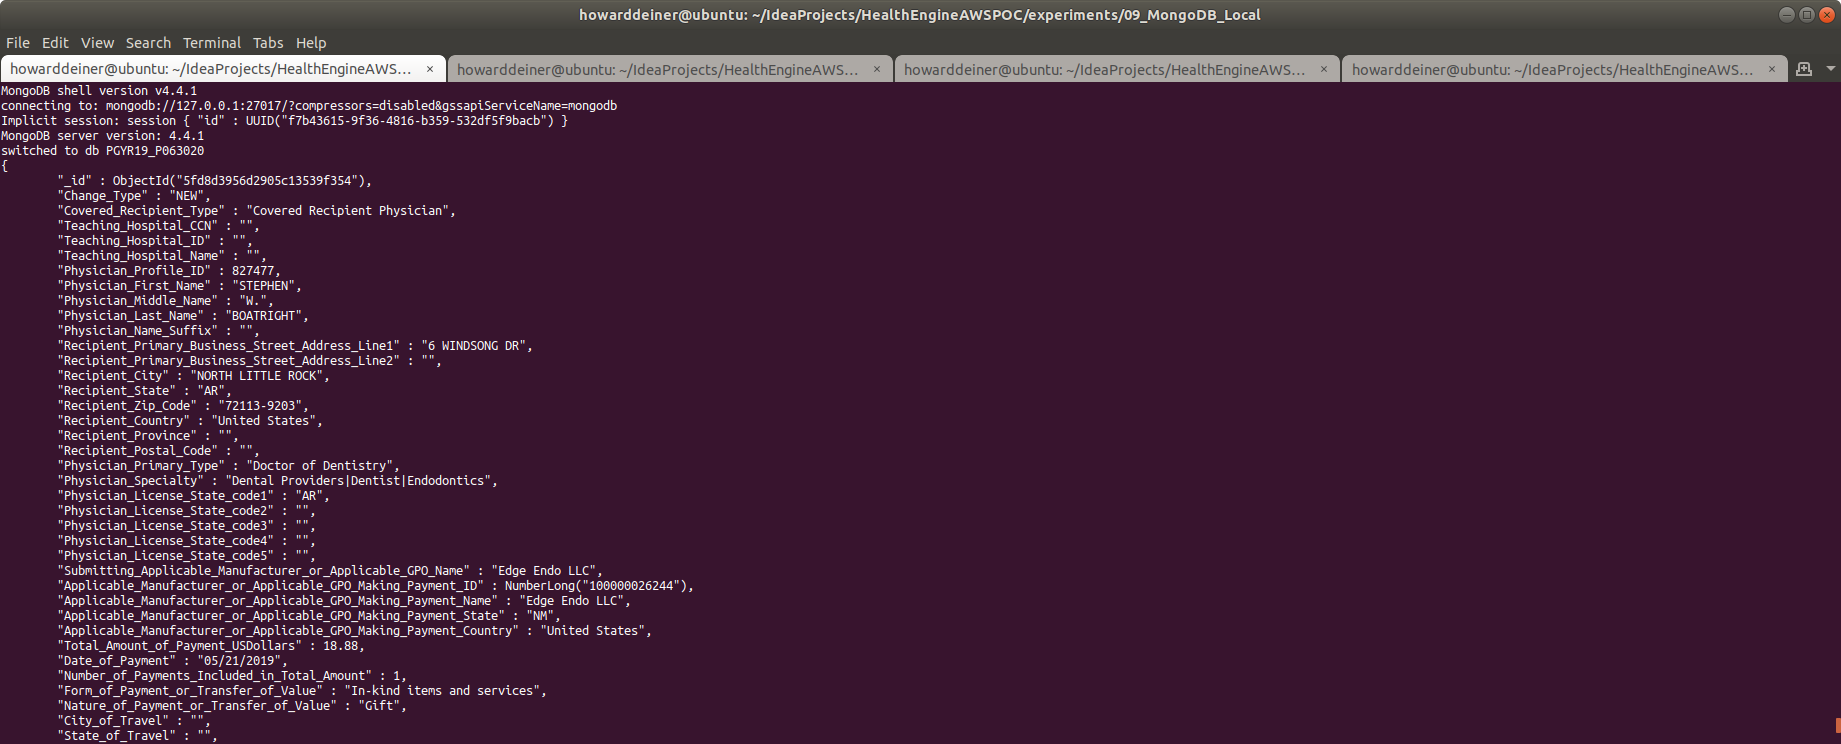 howarddeiner@ubuntu: ~/IdeaProjects/HealthEngineAWSPOC/experiments/09_MongoDB_Local
File Edit View Search Terminal Tabs Help
howarddeiner@ubuntu: ~/IdeaProjects/HealthEngineAWS... × howarddeiner@ubuntu: ~/IdeaProjects/HealthEngineAWS... × howarddeiner@ubuntu: ~/IdeaProjects/HealthEngineAWS... × howarddeiner@ubuntu: ~/IdeaProjects/HealthEngineAWS... ×
MongoDB shell version v4.4.1
connecting to: mongodb://127.0.0.1:27017/?compressors=disabled&gssapiServiceName=mongodb
Implicit session: session { "id" : UUID("f7b43615-9f36-4816-b359-532df5f9bacb") }
MongoDB server version: 4.4.1
switched to db PGYR19_P063020
{
"_id" : ObjectId("5fd8d3956d2905c13539f354"),
"Change_Type" : "NEW",
"Covered_Recipient_Type" : "Covered Recipient Physician",
"Teaching_Hospital_CCN" : "",
"Teaching_Hospital_ID" : "",
"Teaching_Hospital_Name" : "",
"Physician_Profile_ID" : 827477,
"Physician_First_Name" : "STEPHEN",
"Physician_Middle_Name" : "W.",
"Physician_Last_Name" : "BOATRIGHT",
"Physician_Name_Suffix" : "",
"Recipient_Primary_Business_Street_Address_Line1" : "6 WINDSONG DR",
"Recipient_Primary_Business_Street_Address_Line2" : "",
"Recipient_City" : "NORTH LITTLE ROCK",
"Recipient_State" : "AR",
"Recipient_Zip_Code" : "72113-9203",
"Recipient_Country" : "United States",
"Recipient_Province" : "",
"Recipient_Postal_Code" : "",
"Physician_Primary_Type" : "Doctor of Dentistry",
"Physician_Specialty" : "Dental Providers|Dentist|Endodontics",
"Physician_License_State_code1" : "AR",
"Physician_License_State_code2" : "",
"Physician_License_State_code3" : "",
"Physician_License_State_code4" : "",
"Physician_License_State_code5" : "",
"Submitting_Applicable_Manufacturer_or_Applicable_GPO_Name" : "Edge Endo LLC",
"Applicable_Manufacturer_or_Applicable_GPO_Making_Payment_ID" : NumberLong("100000026244"),
"Applicable_Manufacturer_or_Applicable_GPO_Making_Payment_Name" : "Edge Endo LLC",
"Applicable_Manufacturer_or_Applicable_GPO_Making_Payment_State" : "NM",
"Applicable_Manufacturer_or_Applicable_GPO_Making_Payment_Country" : "United States",
"Total_Amount_of_Payment_USDollars" : 18.88,
"Date_of_Payment" : "05/21/2019",
"Number_of_Payments_Included_in_Total_Amount" : 1,
"Form_of_Payment_or_Transfer_of_Value" : "In-kind items and services",
"Nature_of_Payment_or_Transfer_of_Value" : "Gift",
"City_of_Travel" : "",
"State_of_Travel" : "",